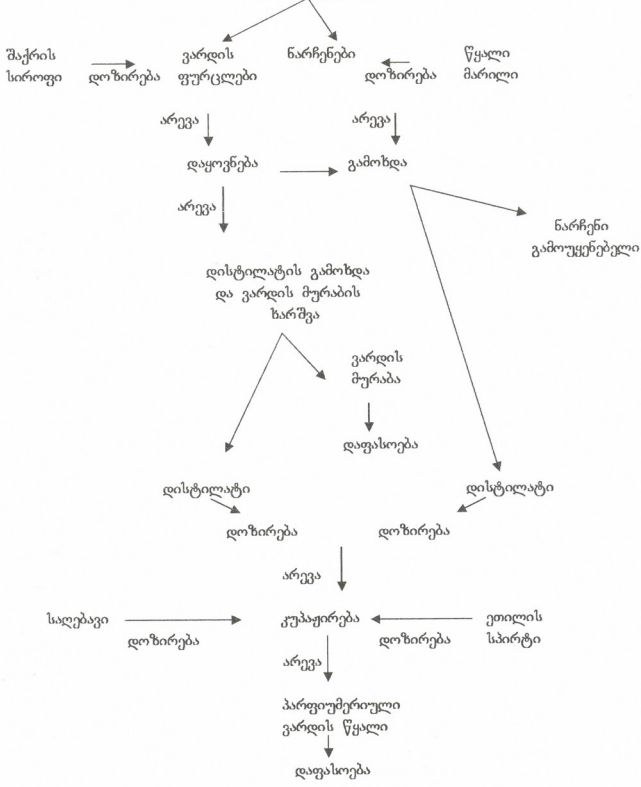 შაქრის ვარდის ნარჩენები წყალი
სიროფი დოზირება ფურცლები დოზირება მარილი
არევა არევა
დაყოვნება გამოხდა
არევა
ნარჩენი
გამოუყენებელი
დისტილატის გამოხდა
და ვარდის მურაბის
ხარშვა
ვარდის
მურაბა
დაფასოება
დისტილატი დისტილატი
დოზირება დოზირება
არევა
საღებავი კუპაჟირება ეთილის
დოზირება დოზირება სპირტი
არევა
პარფიუმერიული
ვარდის წყალი
დაფასოება